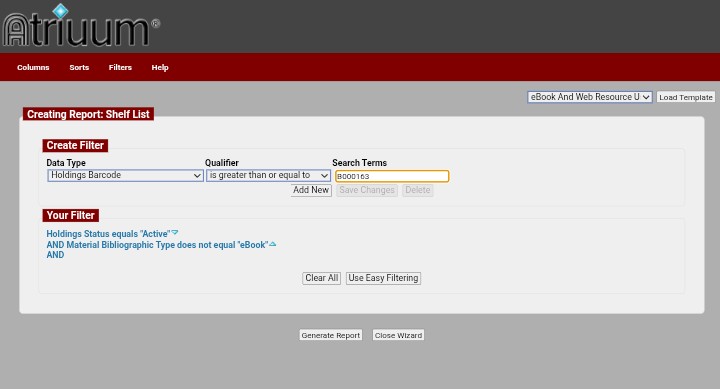 Atriuum®
Columns Sorts Filters Help
eBook And Web Resource U Load Template
Creating Report: Shelf List
Create Filter
Data Type Qualifier Search Terms
Holdings Barcode is greater than or equal to B000163
Add New Save Changes Delete
Your Filter
Holdings Status equals "Active"
AND Material Bibliographic Type does not equal "eBook"
AND
Clear All Use Easy Filtering
Generate Report Close Wizard